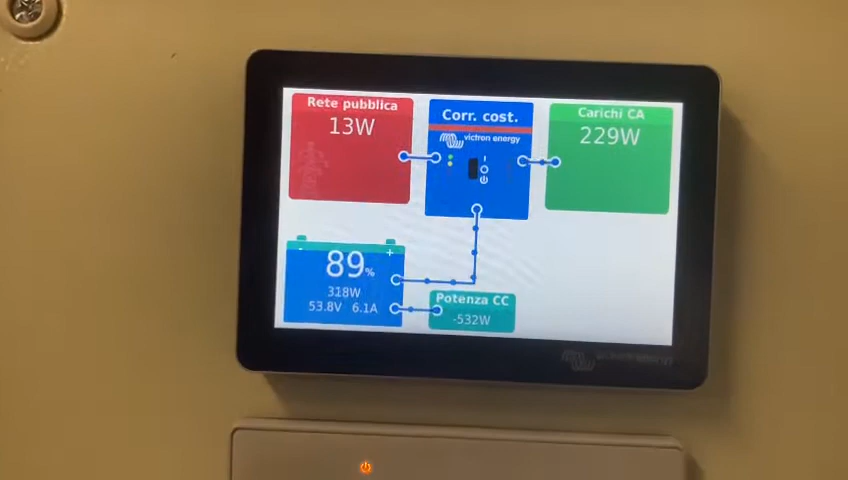 Rete pubblica
13W
Corr. cost.
victron energy
Carichi CA
229W
89%
318W
53.8V 6.1A
Potenza CC
-532W